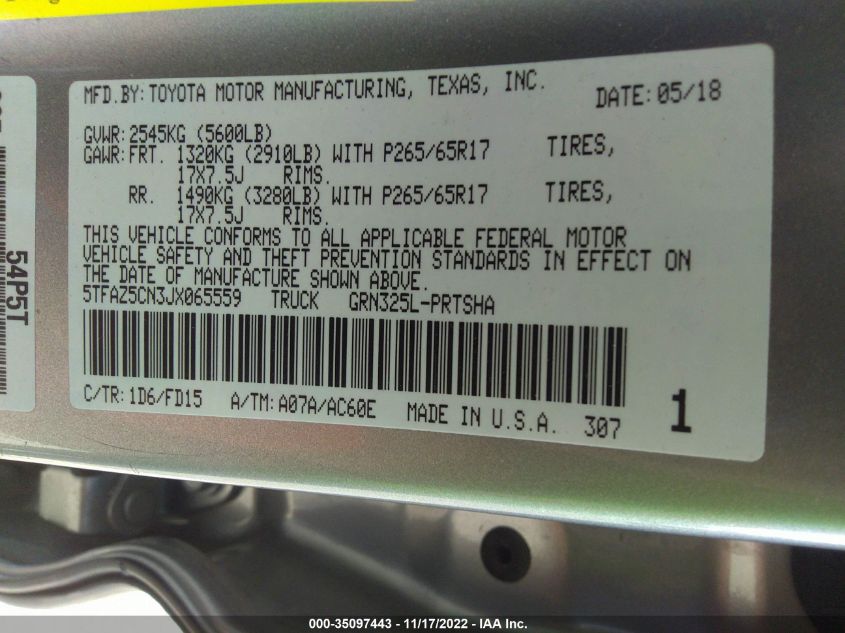 MFD.BY:TOYOTA MOTOR MANUFACTURING, TEXAS, INC. DATE:05/18
GVWR:2545KG (5600LB)
GAWR:FRT. 1320KG (2910LB) WITH P265/65R17 TIRES,
17X7.5J RIMS.
RR. 1490KG (3280LB) WITH P265/65R17 TIRES,
17X7.5J RIMS.
THIS VEHICLE CONFORMS TO ALL APPLICABLE FEDERAL MOTOR
VEHICLE SAFETY AND THEFT PREVENTION STANDARDS IN EFFECT ON
THE DATE OF MANUFACTURE SHOWN ABOVE.
5TFAZ5CN3JX065559 TRUCK GRN325L-PRTSHA
C/TR:1D6/FD15 A/TM:A07A/AC60E MADE IN U.S.A. 307 1
54P5T
000-35097443 - 11/17/2022 - IAA Inc.